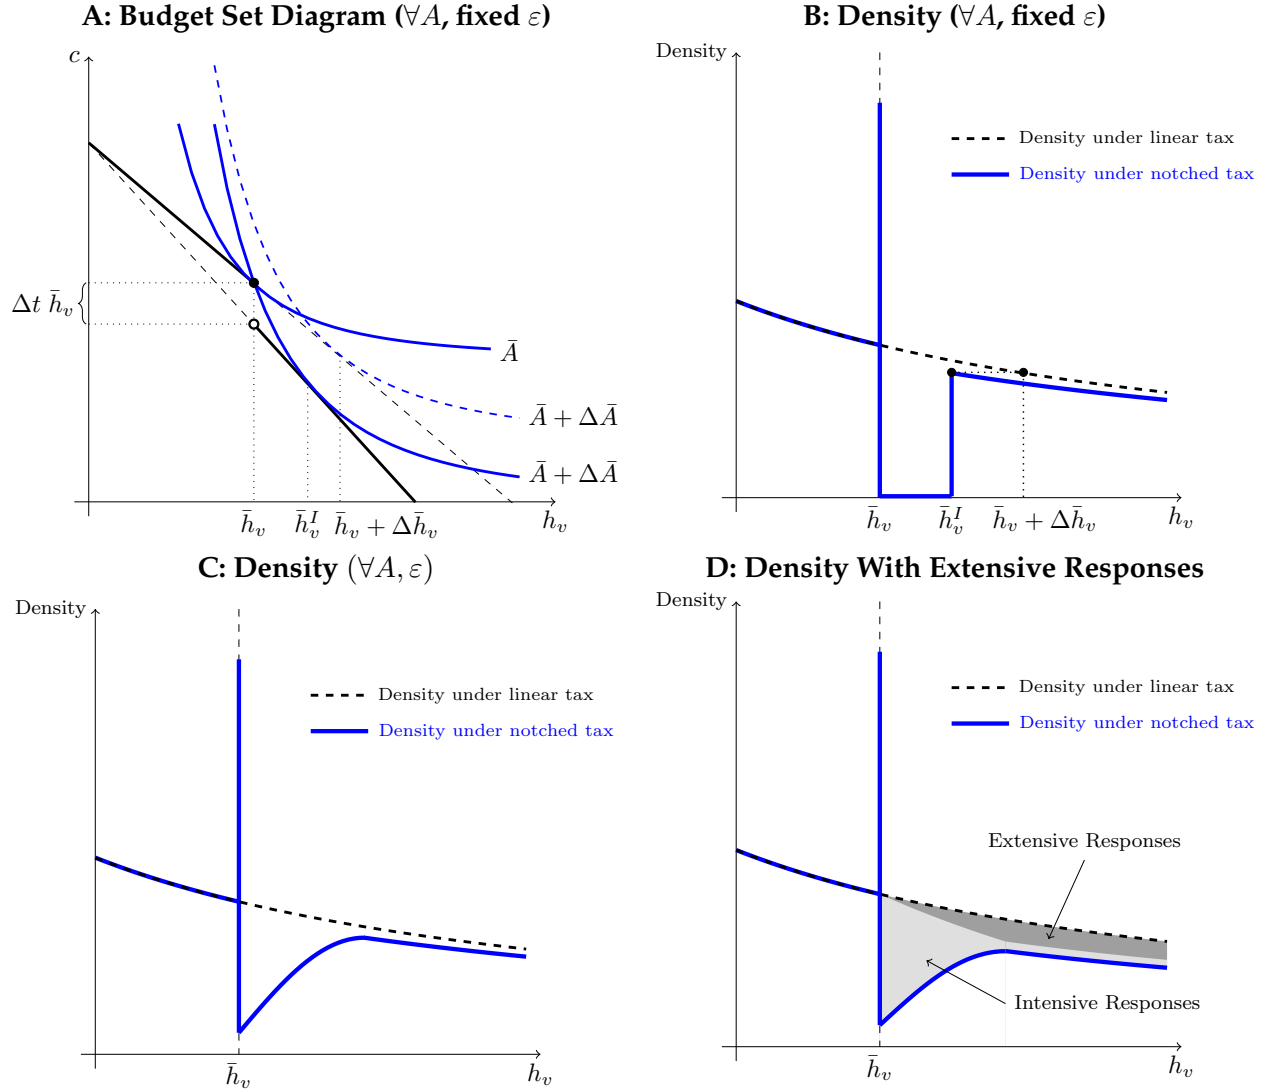 A: Budget Set Diagram (∀A, fixed ε)
c
Δt h̄_v
Ā
Ā + ΔĀ
Ā + ΔĀ
h̄_v
h̄_v^I
h̄_v + Δh̄_v
h_v
B: Density (∀A, fixed ε)
Density
Density under linear tax
Density under notched tax
h̄_v
h̄_v^I
h̄_v + Δh̄_v
h_v
C: Density (∀A, ε)
Density
Density under linear tax
Density under notched tax
h̄_v
h_v
D: Density With Extensive Responses
Density
Density under linear tax
Density under notched tax
Extensive Responses
Intensive Responses
h̄_v
h_v